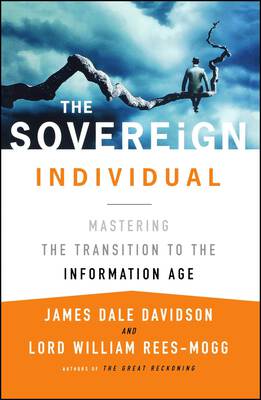 THE
SOVEREiGN
INDIVIDUAL
MASTERING
THE TRANSITION TO THE
INFORMATION AGE
JAMES DALE DAVIDSON
AND
LORD WILLIAM REES-MOGG
AUTHORS OF THE GREAT RECKONING